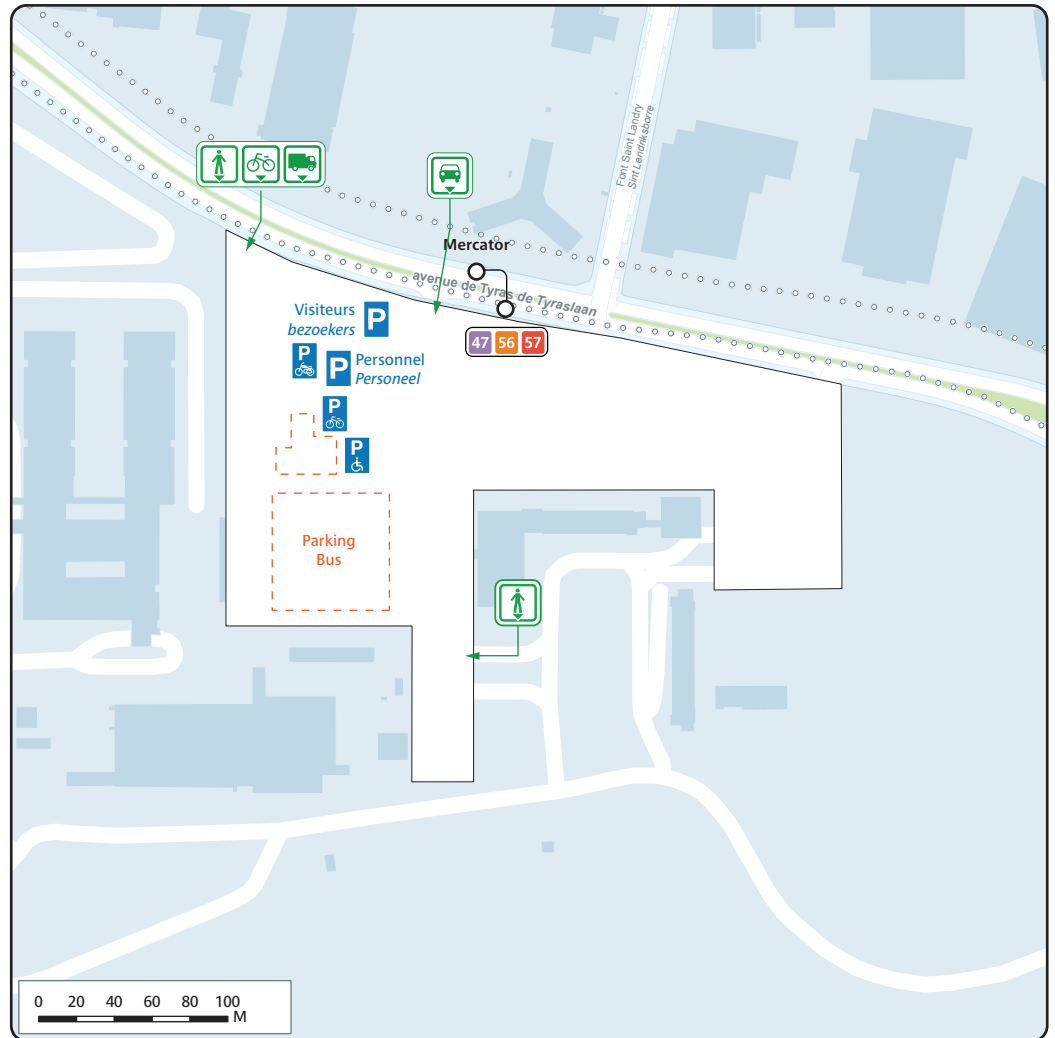 Font Saint Landry
Sint Lendriksborre
Mercator
avenue de Tyras de Tyraslaan
47 56 57
Visiteurs
bezoekers
P
P
P
Personnel
Personeel
P
P
Parking
Bus
0 20 40 60 80 100
M